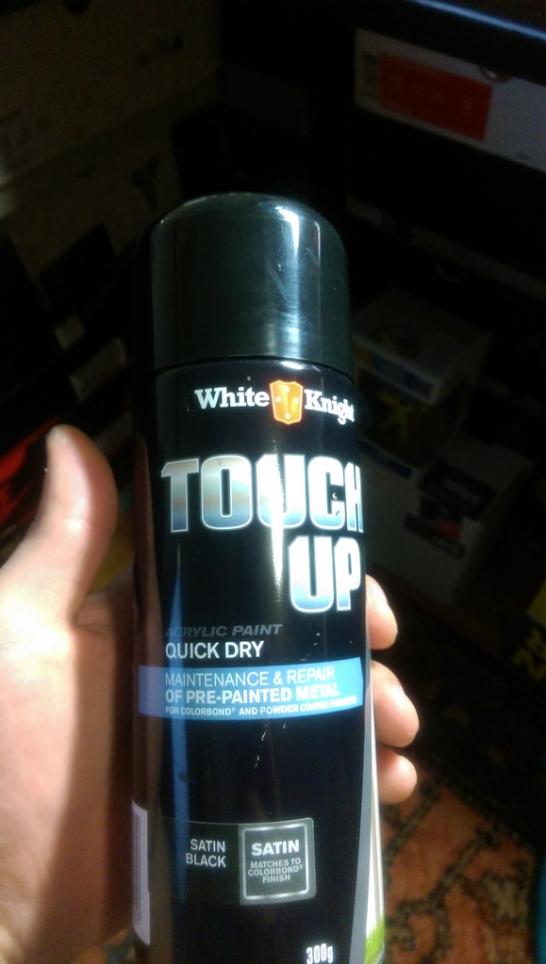 White Knight
TOUCH
UP
ACRYLIC PAINT
QUICK DRY
MAINTENANCE & REPAIR
OF PRE-PAINTED METAL
FOR COLORBOND® AND POWDER COATED FINISHES
SATIN
BLACK
SATIN
MATCHES TO
COLORBOND®
FINISH
300g